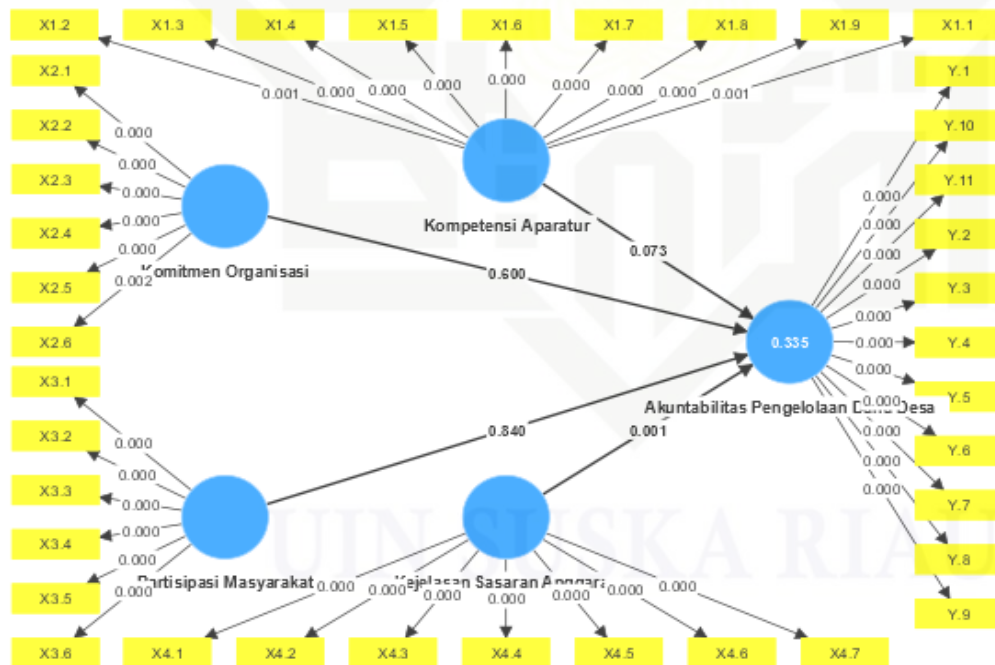 X1.2 X1.3 X1.4 X1.5 X1.6 X1.7 X1.8 X1.9 X1.1
0.001 0.000 0.000 0.000 0.000 0.000 0.000 0.000 0.001
X2.1
X2.2
X2.3
X2.4
X2.5
X2.6
0.000
0.000
0.000
0.000
0.000
0.002
Komitmen Organisasi
Kompetensi Aparatur
0.073
0.600
0.335
Akuntabilitas Pengelolaan Dana Desa
0.840
0.001
Y.1
Y.10
Y.11
Y.2
Y.3
Y.4
Y.5
Y.6
Y.7
Y.8
Y.9
0.000
0.000
0.000
0.000
0.000
0.000
0.000
0.000
0.000
0.000
0.000
X3.1
X3.2
X3.3
X3.4
X3.5
X3.6
0.000
0.000
0.000
0.000
0.000
0.000
Partisipasi Masyarakat
Kejelasan Sasaran Anggara
0.000 0.000 0.000 0.000 0.000 0.000 0.000
X4.1 X4.2 X4.3 X4.4 X4.5 X4.6 X4.7
UIN SUSKA RIAU